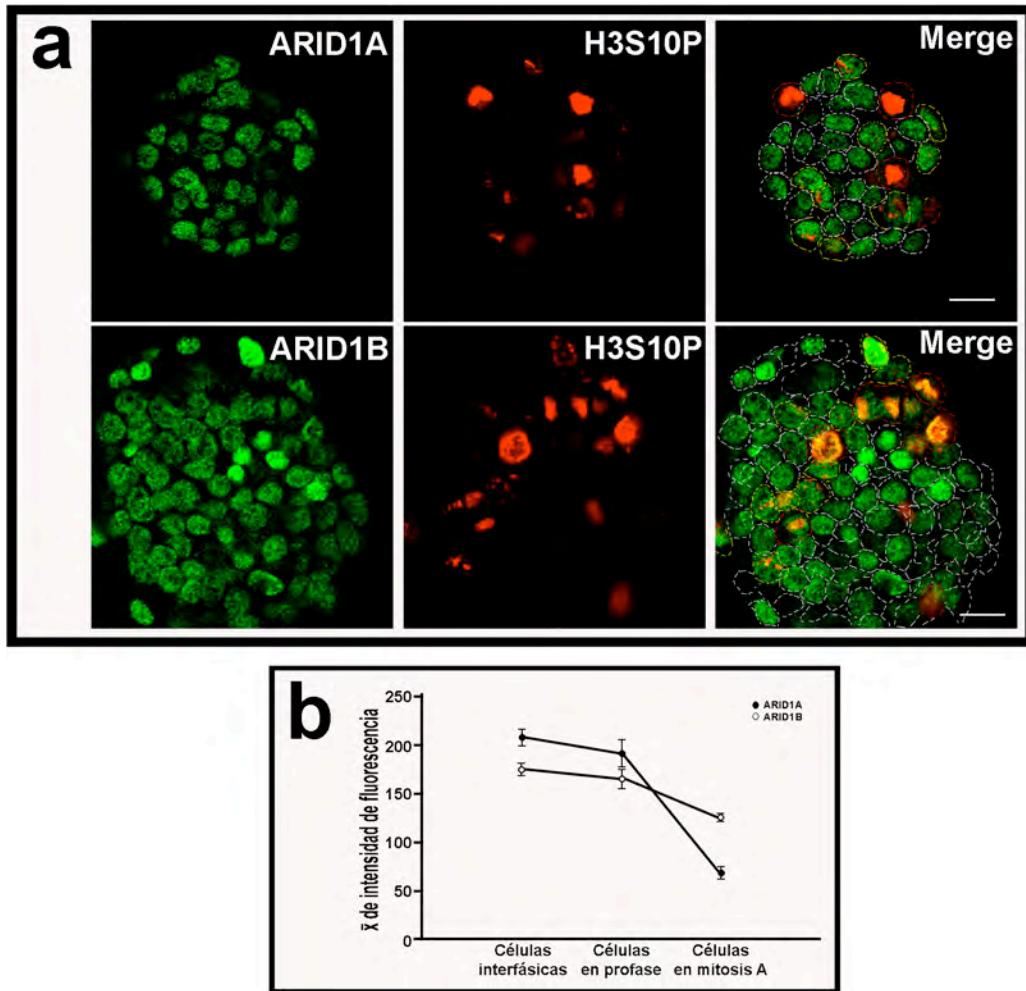 a
ARID1A
H3S10P
Merge
ARID1B
H3S10P
Merge
b
x̄ de intensidad de fluorescencia
250
200
150
100
50
0
ARID1A
ARID1B
Células
interfásicas
Células
en profase
Células
en mitosis A